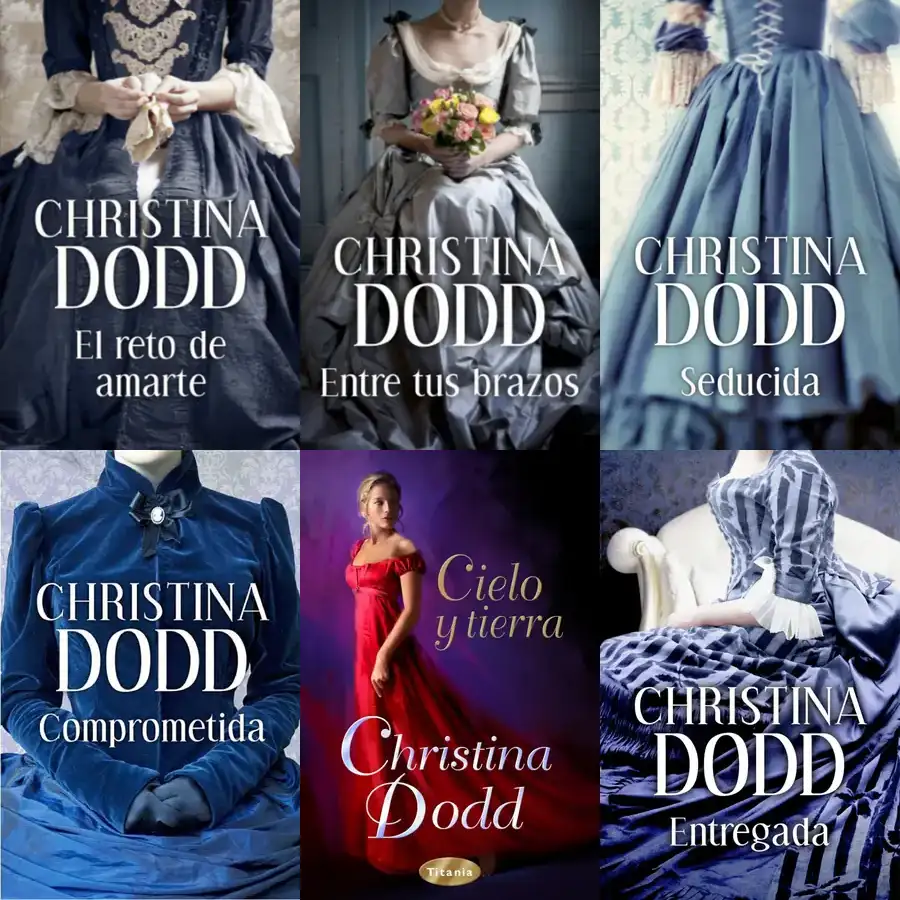 CHRISTINA
DODD
El reto de
amarte
CHRISTINA
DODD
Entre tus brazos
CHRISTINA
DODD
Seducida
CHRISTINA
DODD
Comprometida
Cielo
y tierra
Christina
Dodd
Titania
CHRISTINA
DODD
Entregada